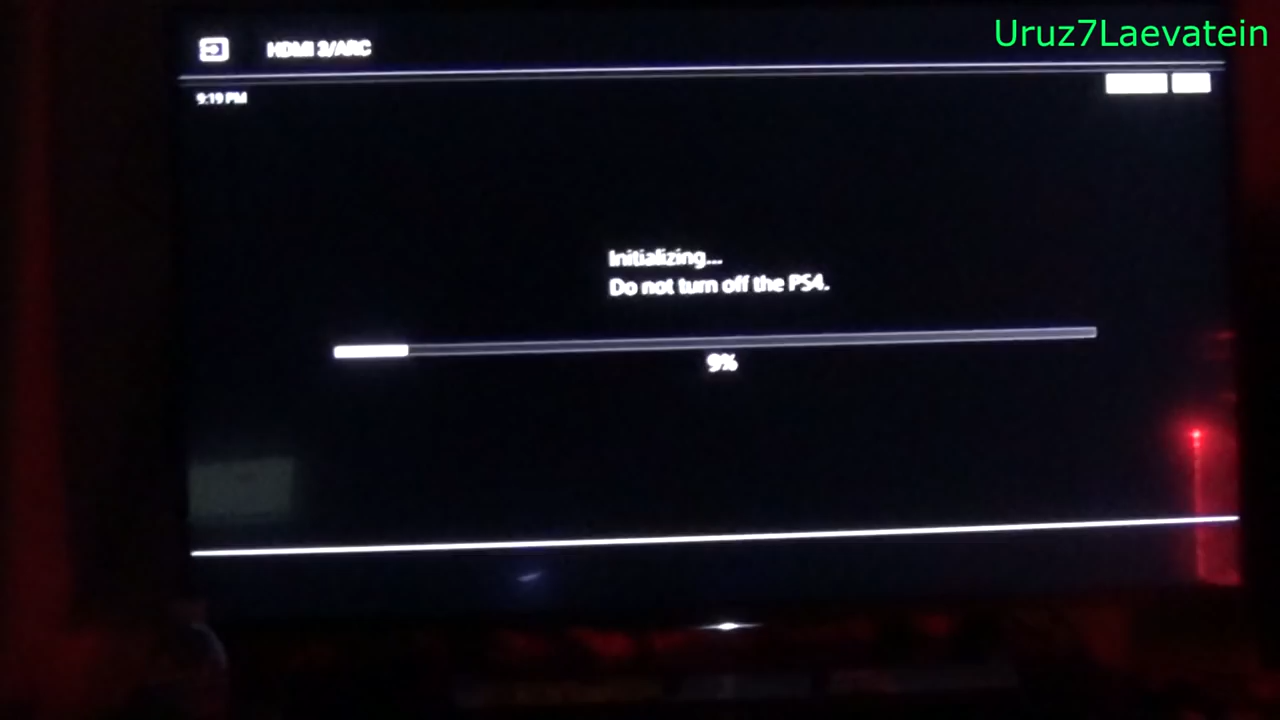 Uruz7Laevatein
HDMI 3/ARC
9:19 PM
Initializing...
Do not turn off the PS4.
9%